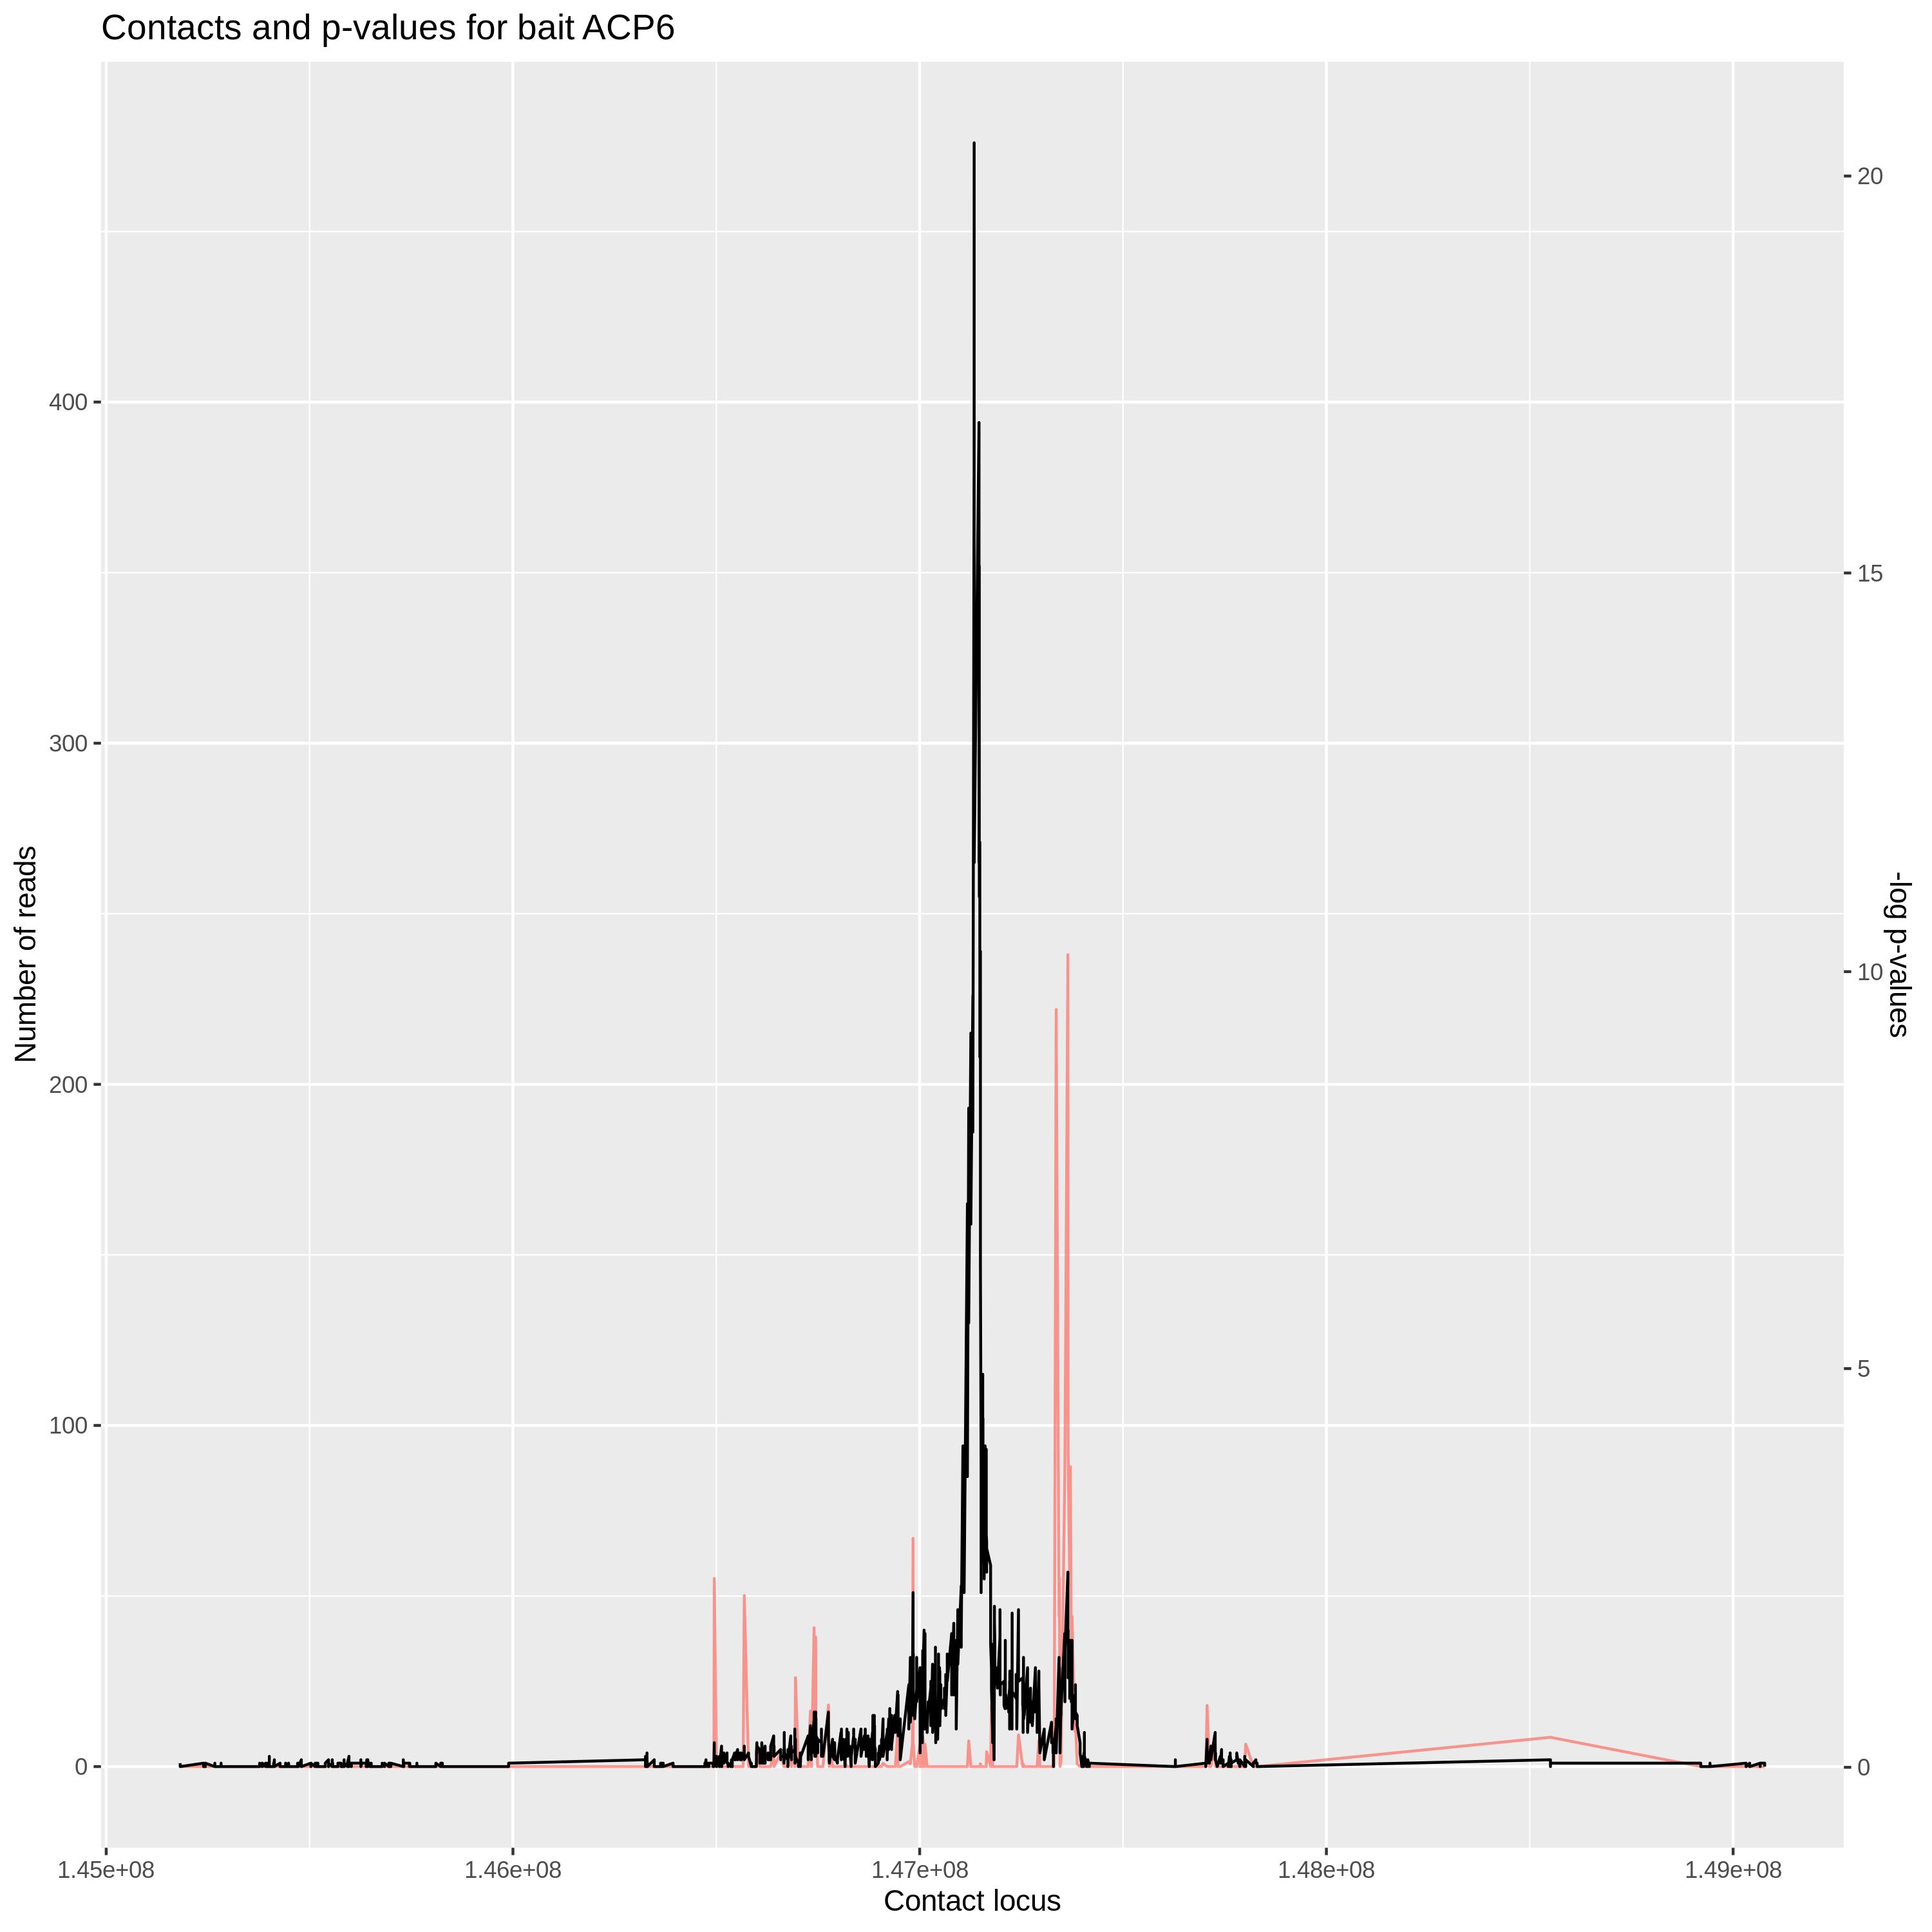 Contacts and p-values for bait ACP6
Number of reads
400
300
200
100
0
20
15
10
5
0
-log p-values
1.45e+08 1.46e+08 1.47e+08 1.48e+08 1.49e+08
Contact locus